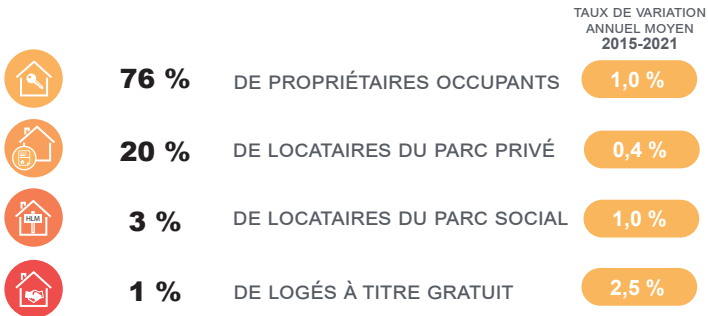 TAUX DE VARIATION
ANNUEL MOYEN
2015-2021
76 % DE PROPRIÉTAIRES OCCUPANTS 1,0 %
20 % DE LOCATAIRES DU PARC PRIVÉ 0,4 %
HLM 3 % DE LOCATAIRES DU PARC SOCIAL 1,0 %
1 % DE LOGÉS À TITRE GRATUIT 2,5 %